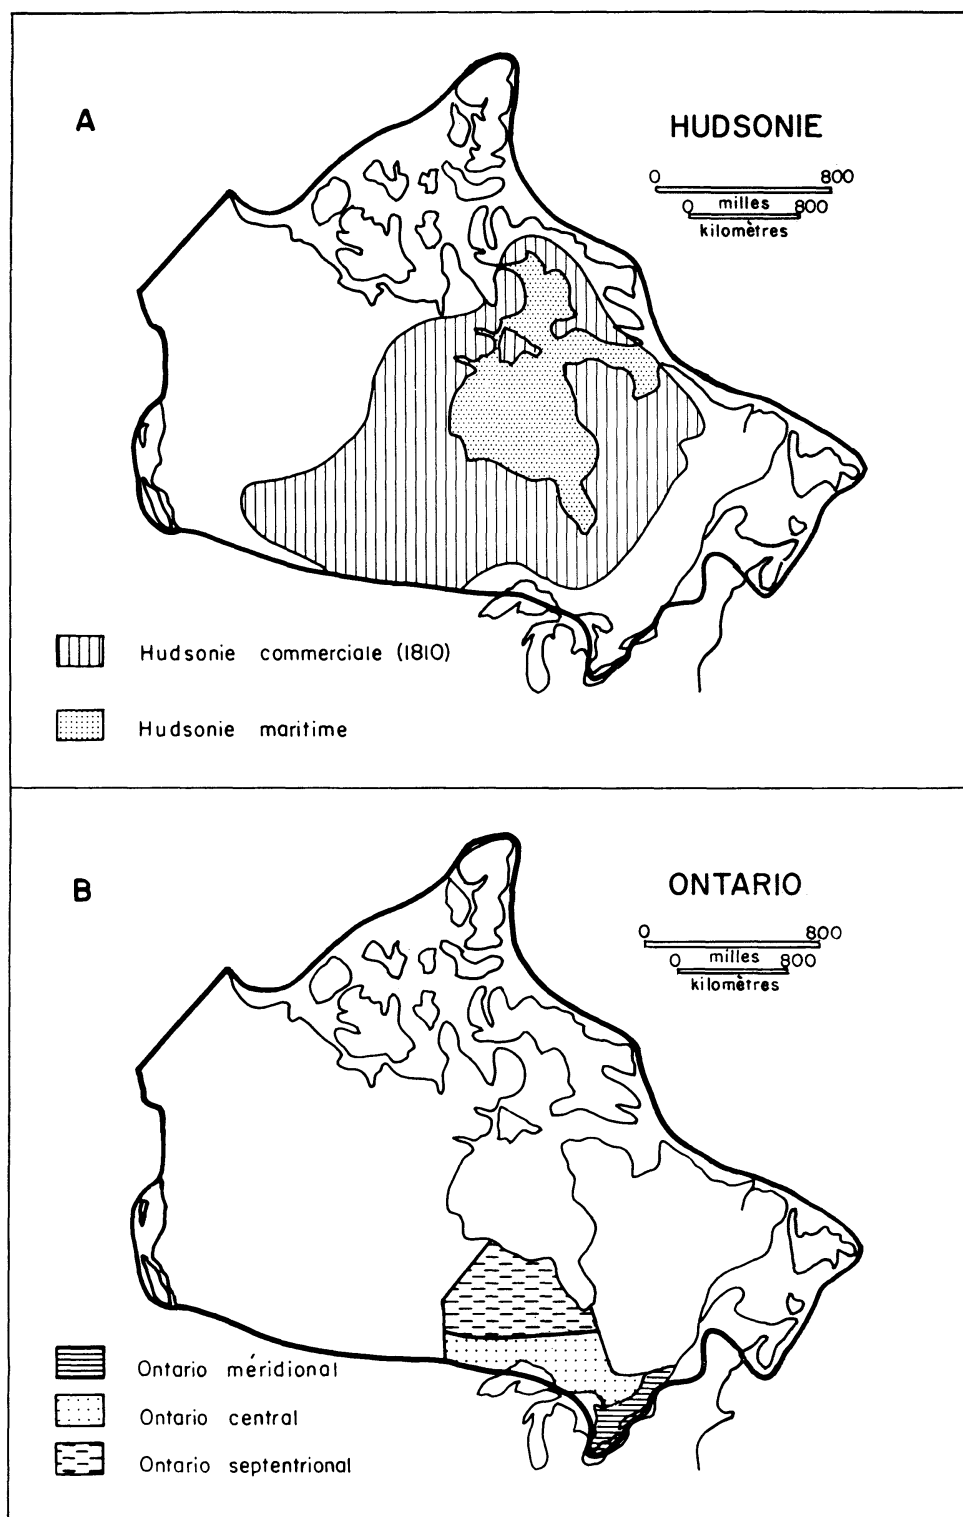 A
HUDSONIE
0 800
milles
0 800
kilomètres
Hudsonie commerciale (1810)
Hudsonie maritime
B
ONTARIO
0 800
milles
0 800
kilomètres
Ontario méridional
Ontario central
Ontario septentrional